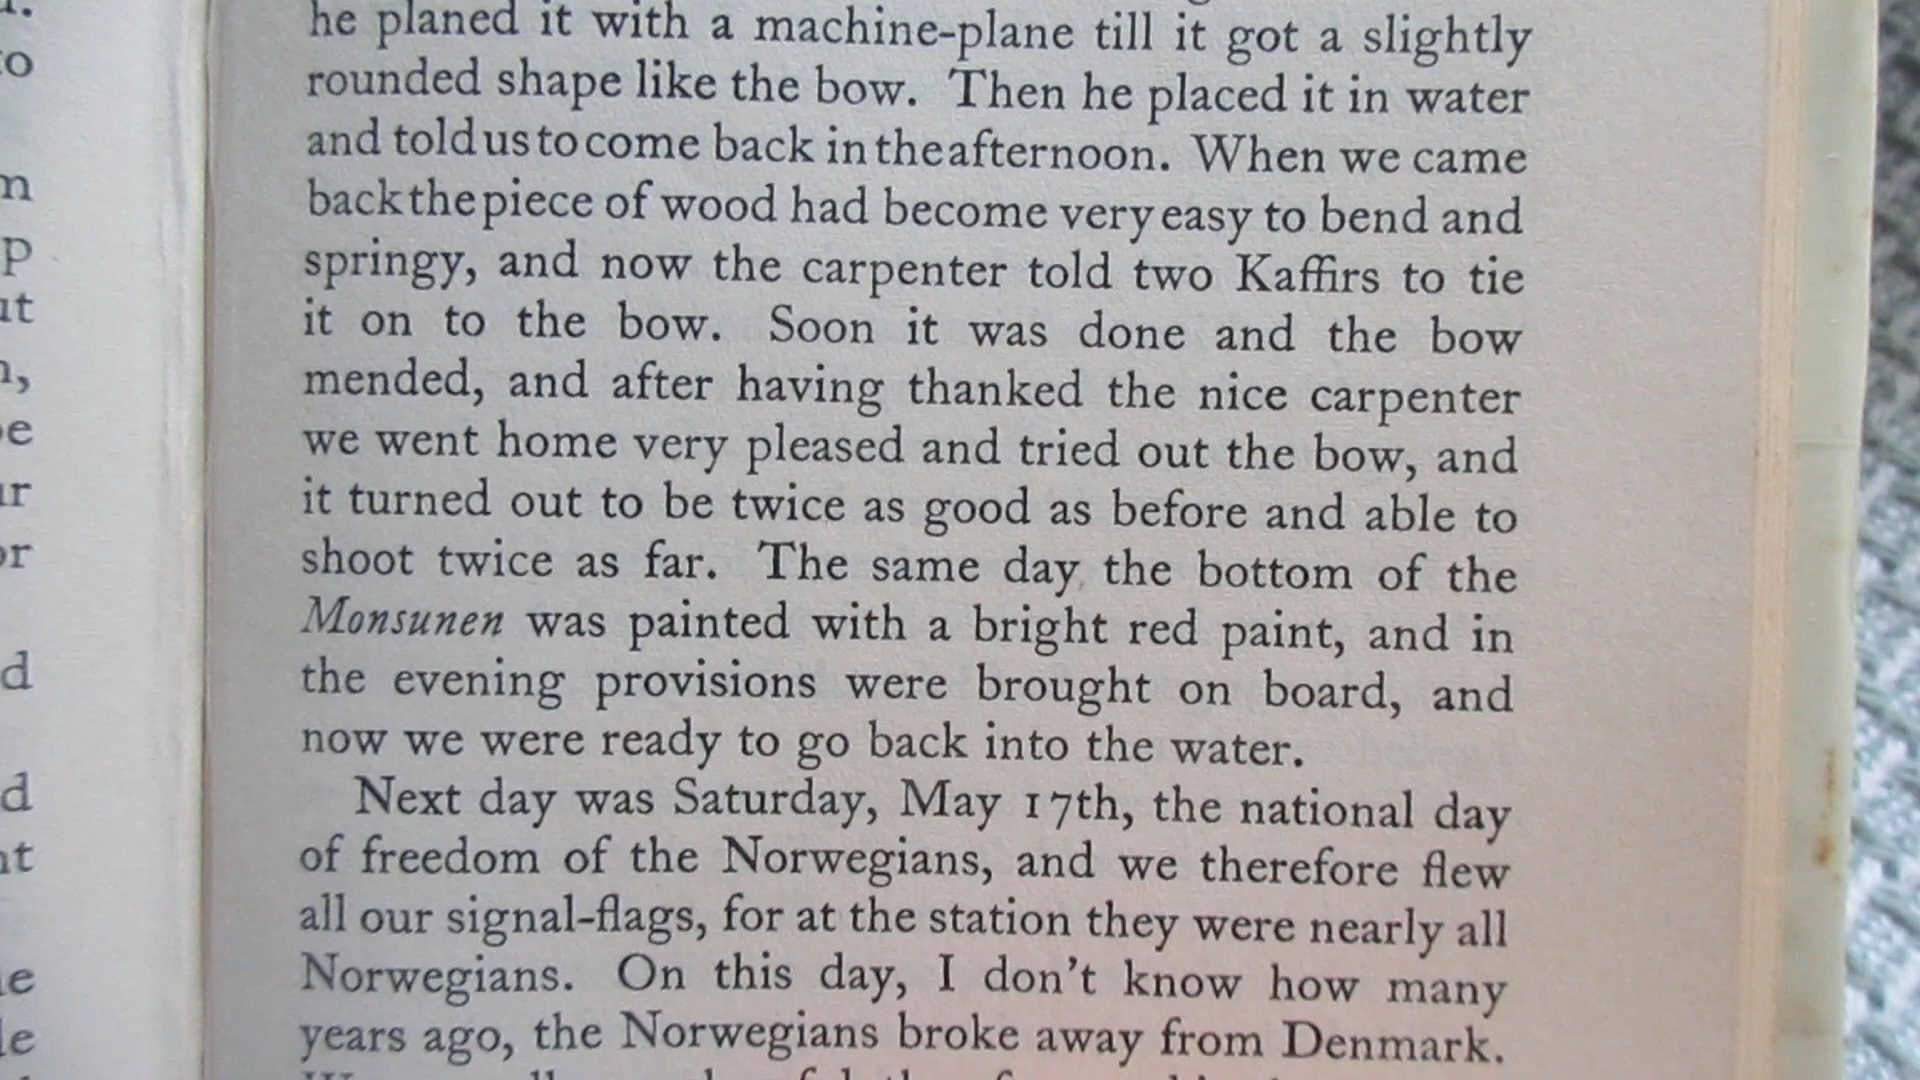 he planed it with a machine-plane till it got a slightly
rounded shape like the bow. Then he placed it in water
and told us to come back in the afternoon. When we came
back the piece of wood had become very easy to bend and
springy, and now the carpenter told two Kaffirs to tie
it on to the bow. Soon it was done and the bow
mended, and after having thanked the nice carpenter
we went home very pleased and tried out the bow, and
it turned out to be twice as good as before and able to
shoot twice as far. The same day the bottom of the
Monsunen was painted with a bright red paint, and in
the evening provisions were brought on board, and
now we were ready to go back into the water.
Next day was Saturday, May 17th, the national day
of freedom of the Norwegians, and we therefore flew
all our signal-flags, for at the station they were nearly all
Norwegians. On this day, I don't know how many
years ago, the Norwegians broke away from Denmark.